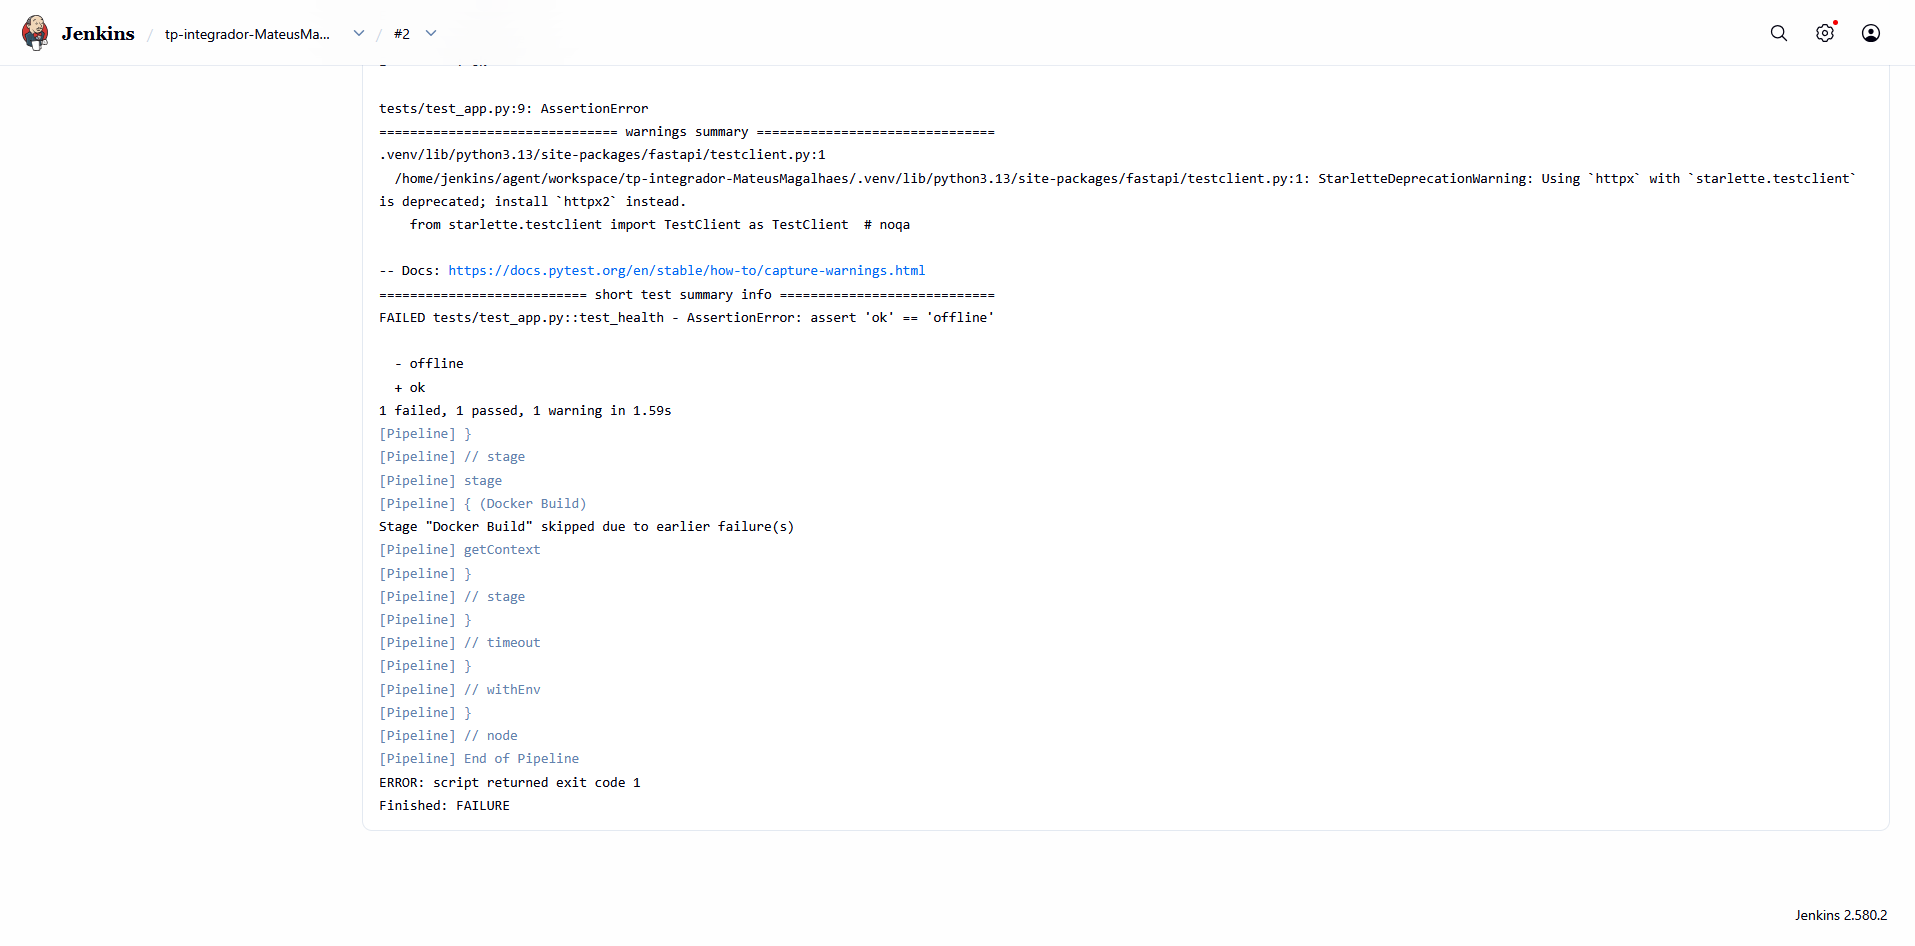 Jenkins / tp-integrador-MateusMa... / #2
tests/test_app.py:9: AssertionError
=============================== warnings summary ===============================
.venv/lib/python3.13/site-packages/fastapi/testclient.py:1
  /home/jenkins/agent/workspace/tp-integrador-MateusMagalhaes/.venv/lib/python3.13/site-packages/fastapi/testclient.py:1: StarletteDeprecationWarning: Using `httpx` with `starlette.testclient`
is deprecated; install `httpx2` instead.
    from starlette.testclient import TestClient as TestClient  # noqa
-- Docs: https://docs.pytest.org/en/stable/how-to/capture-warnings.html
=========================== short test summary info ============================
FAILED tests/test_app.py::test_health - AssertionError: assert 'ok' == 'offline'
  - offline
  + ok
1 failed, 1 passed, 1 warning in 1.59s
[Pipeline] }
[Pipeline] // stage
[Pipeline] stage
[Pipeline] { (Docker Build)
Stage "Docker Build" skipped due to earlier failure(s)
[Pipeline] getContext
[Pipeline] }
[Pipeline] // stage
[Pipeline] }
[Pipeline] // timeout
[Pipeline] }
[Pipeline] // withEnv
[Pipeline] }
[Pipeline] // node
[Pipeline] End of Pipeline
ERROR: script returned exit code 1
Finished: FAILURE
Jenkins 2.580.2